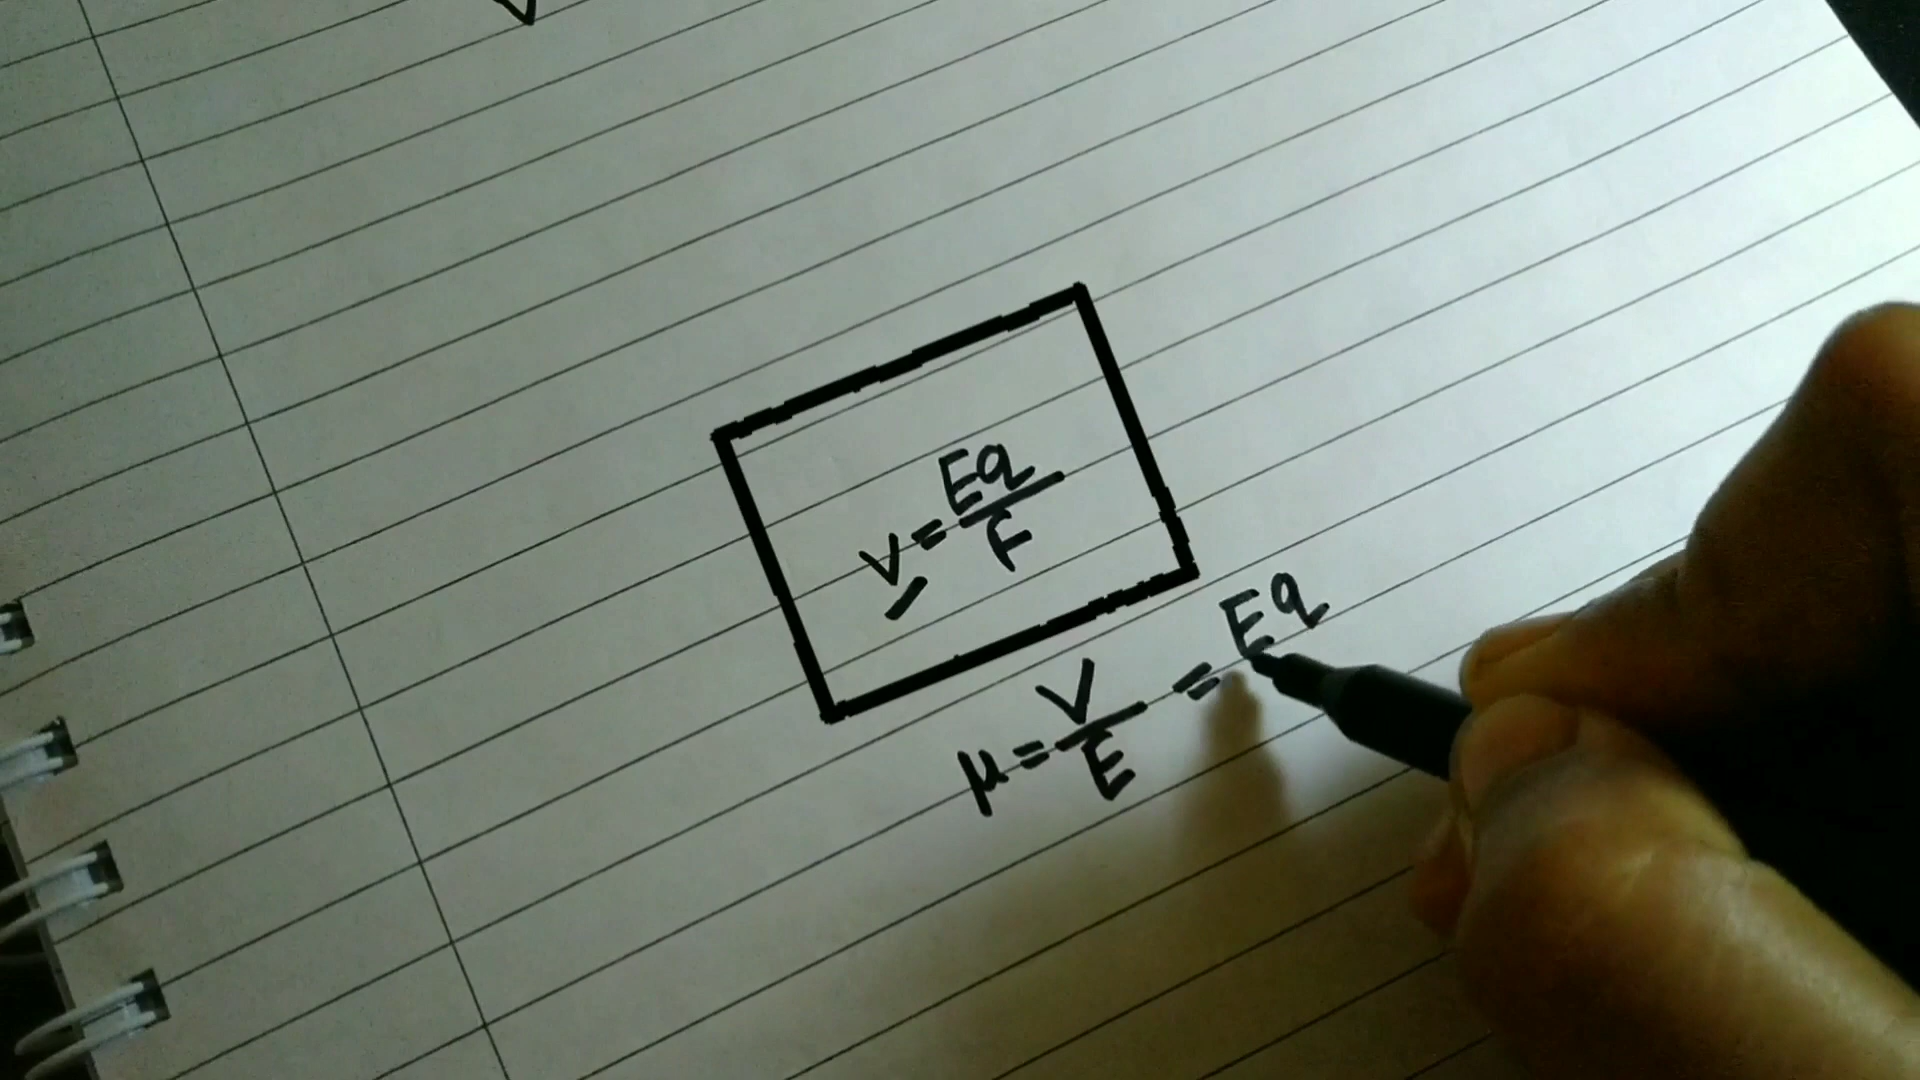 V
V = Eq/F
μ = V/E = Eq